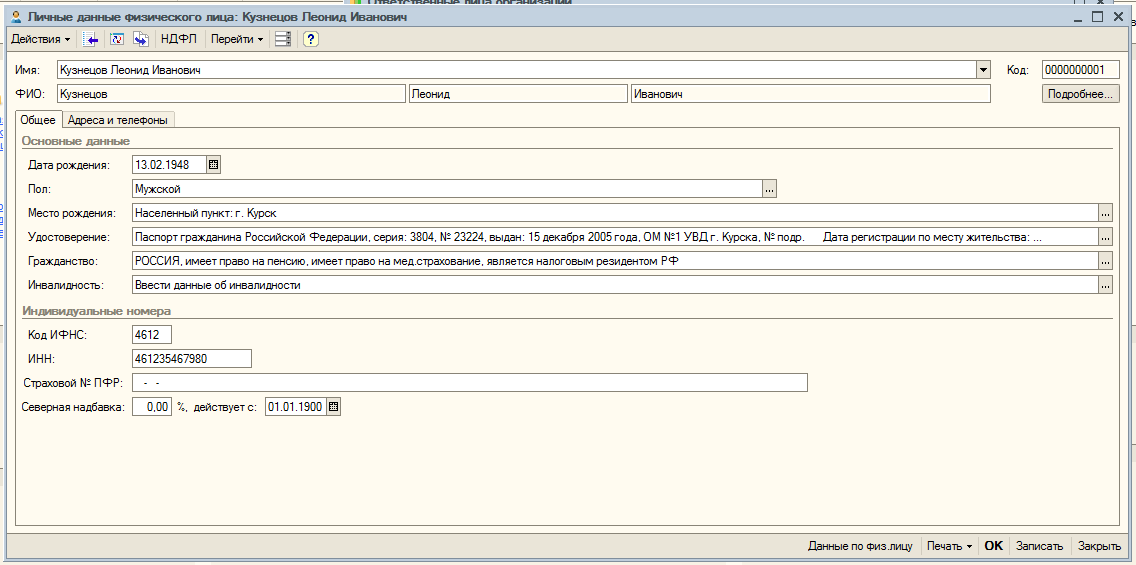 Ответственные лица организации
Личные данные физического лица: Кузнецов Леонид Иванович
Действия НДФЛ Перейти ?
Имя: Кузнецов Леонид Иванович Код: 0000000001
ФИО: Кузнецов Леонид Иванович Подробнее...
Общее Адреса и телефоны
Основные данные
Дата рождения: 13.02.1948
Пол: Мужской ...
Место рождения: Населенный пункт: г. Курск ...
Удостоверение: Паспорт гражданина Российской Федерации, серия: 3804, № 23224, выдан: 15 декабря 2005 года, ОМ №1 УВД г. Курска, № подр. Дата регистрации по месту жительства: ... ...
Гражданство: РОССИЯ, имеет право на пенсию, имеет право на мед.страхование, является налоговым резидентом РФ ...
Инвалидность: Ввести данные об инвалидности ...
Индивидуальные номера
Код ИФНС: 4612
ИНН: 461235467980
Страховой № ПФР: - -
Северная надбавка: 0,00 %, действует с: 01.01.1900
Данные по физ.лицу Печать OK Записать Закрыть